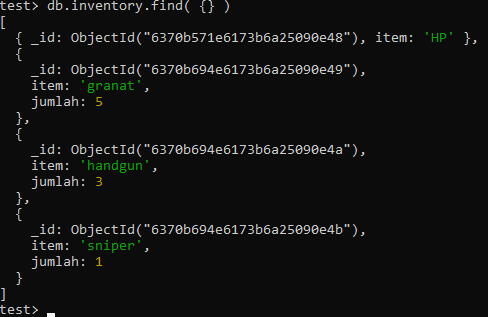 test> db.inventory.find( {} )
[
  { _id: ObjectId("6370b571e6173b6a25090e48"), item: 'HP' },
  {
    _id: ObjectId("6370b694e6173b6a25090e49"),
    item: 'granat',
    jumlah: 5
  },
  {
    _id: ObjectId("6370b694e6173b6a25090e4a"),
    item: 'handgun',
    jumlah: 3
  },
  {
    _id: ObjectId("6370b694e6173b6a25090e4b"),
    item: 'sniper',
    jumlah: 1
  }
]
test>